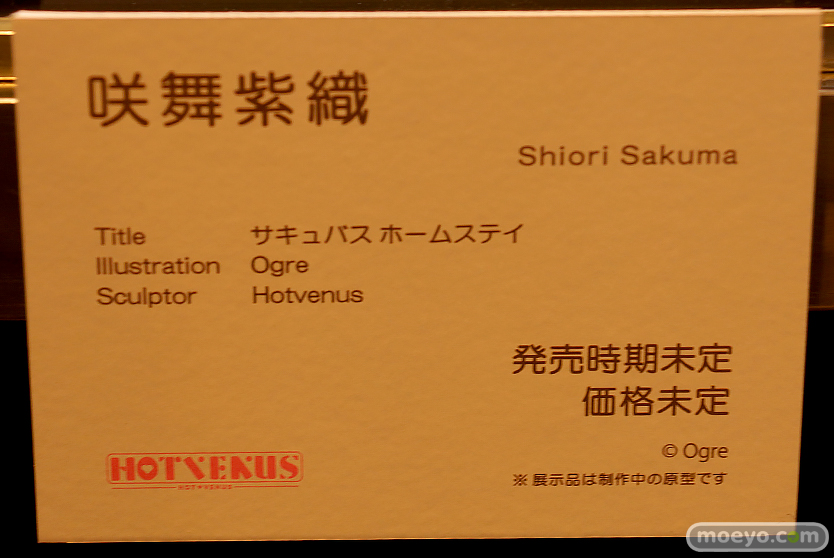 咲舞紫織
Shiori Sakuma
Title サキュバス ホームステイ
Illustration Ogre
Sculptor Hotvenus
発売時期未定
価格未定
© Ogre
※ 展示品は制作中の原型です
HOTVENUS
HOT♥VENUS
moeyo.com